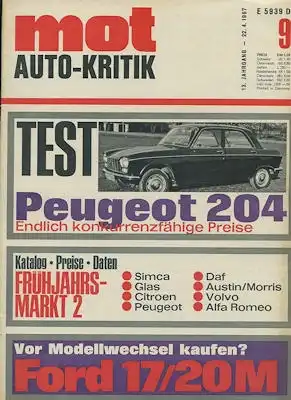 mot
AUTO-KRITIK
13. JAHRGANG — 22.4.1967
E 5939 D
9
TEST
Peugeot 204
Endlich konkurrenzfähige Preise
Katalog • Preise • Daten
FRÜHJAHRS-
MARKT 2
• Simca
• Glas
• Citroen
• Peugeot
• Daf
• Austin/Morris
• Volvo
• Alfa Romeo
Vor Modellwechsel kaufen?
Ford 17/20M